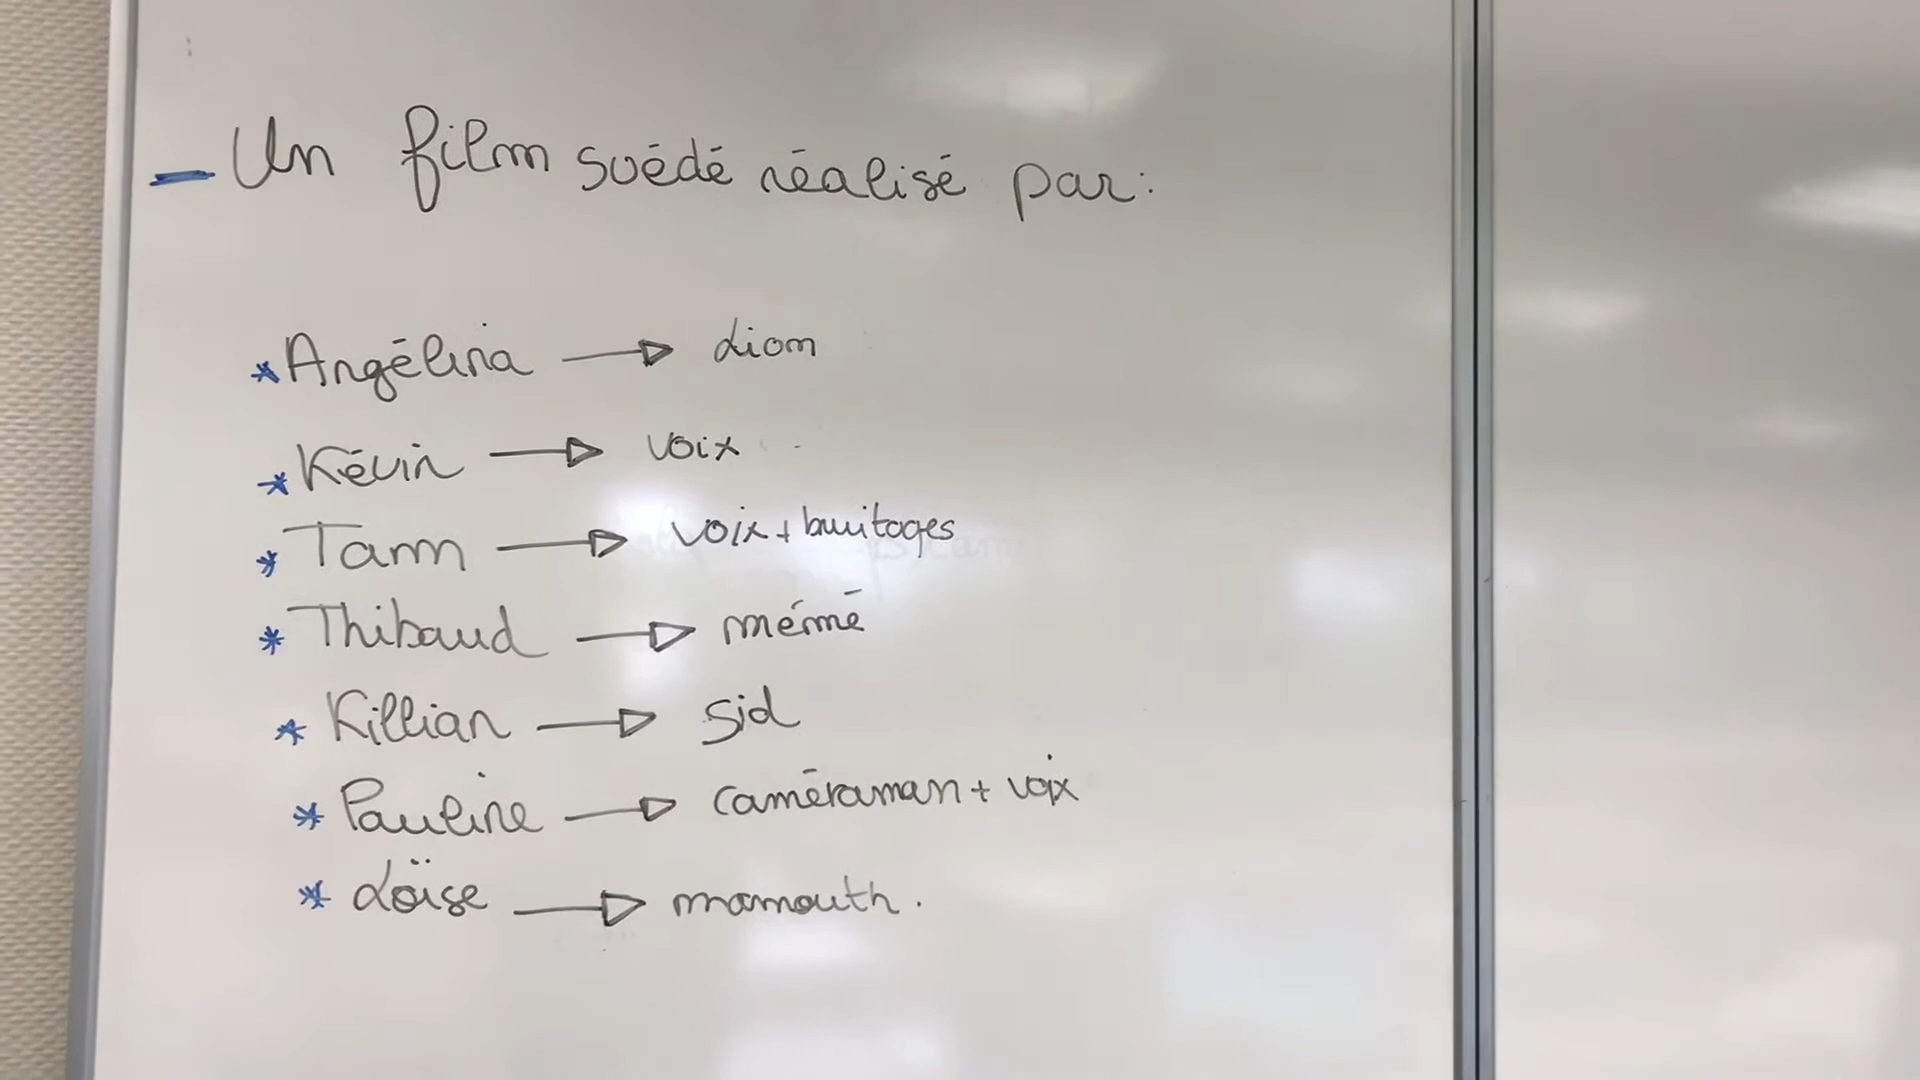 - Un film suédé réalisé par:
* Angélina → Lion
* Kévin → voix
* Tann → voix + bruitages
* Thibaud → mémé
* Killian → Sid
* Pauline → caméraman + voix
* Loïse → mamouth.